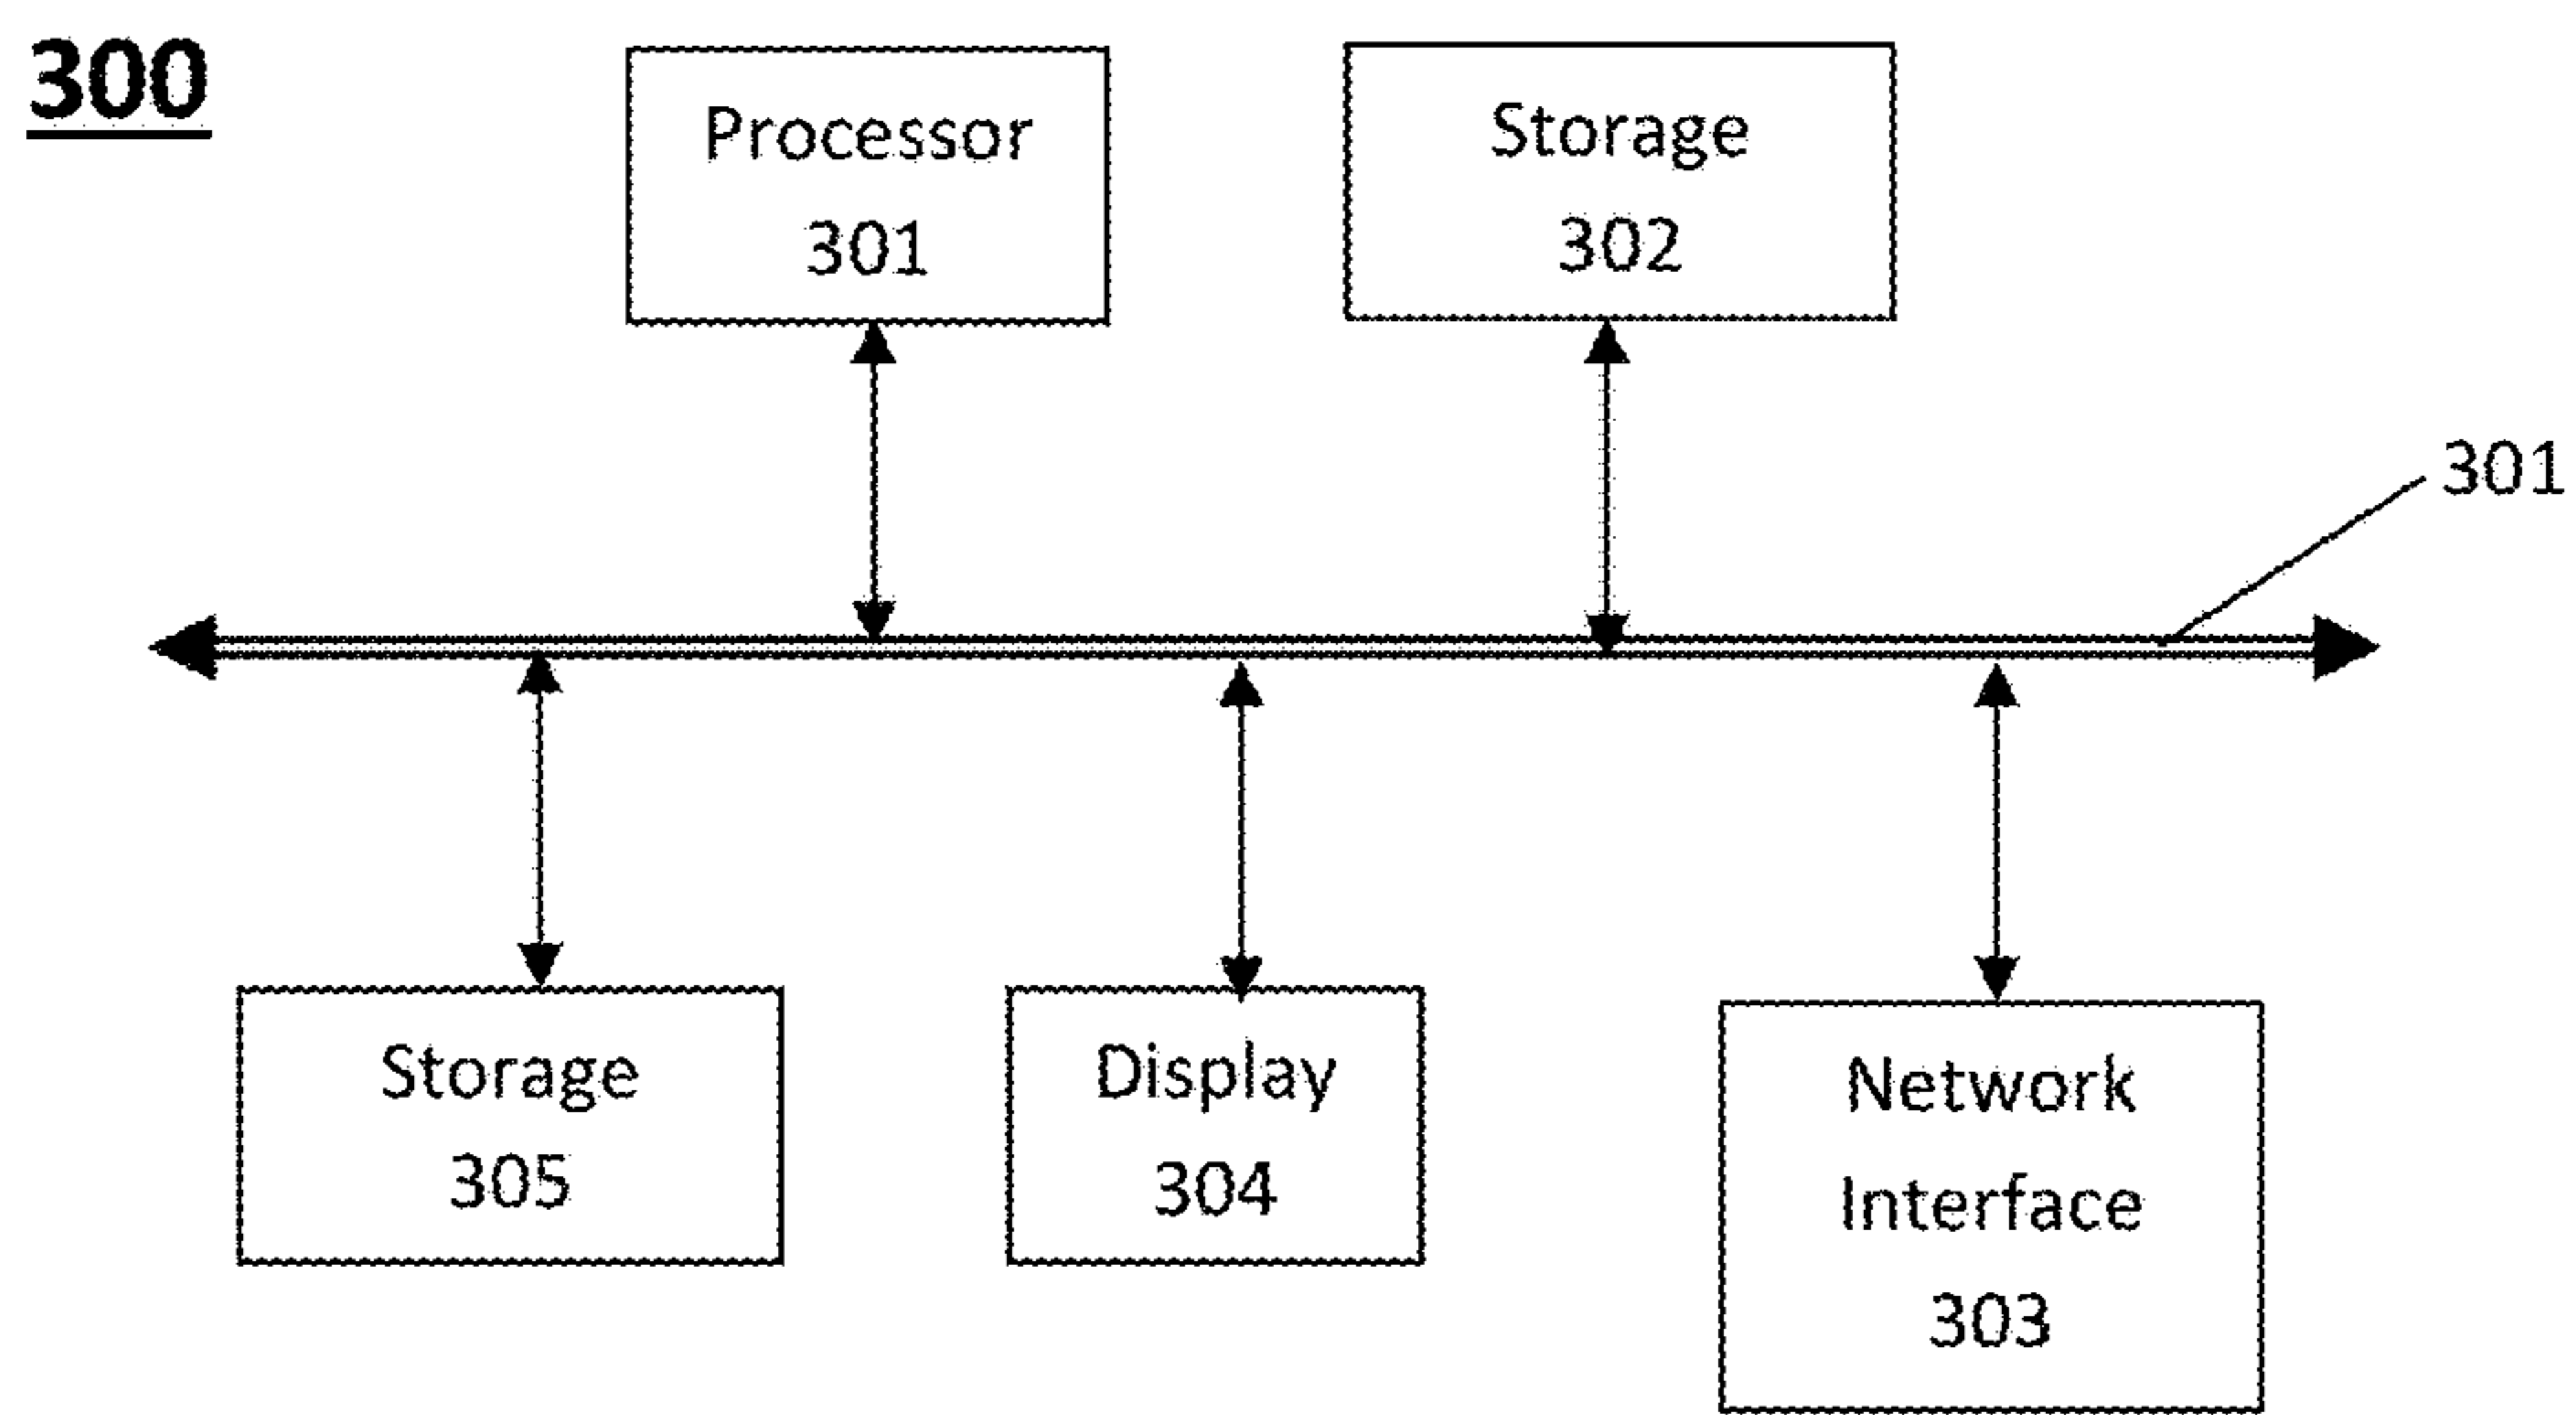 300
Processor
301
Storage
302
301
Storage
305
Display
304
Network
Interface
303